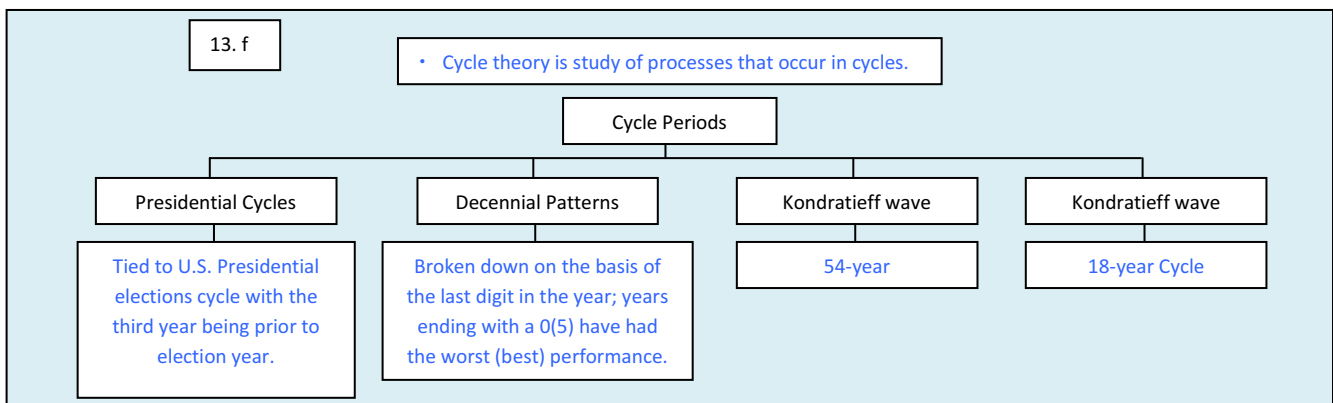 13. f
· Cycle theory is study of processes that occur in cycles.
Cycle Periods
Presidential Cycles
Decennial Patterns
Kondratieff wave
Kondratieff wave
Tied to U.S. Presidential
elections cycle with the
third year being prior to
election year.
Broken down on the basis of
the last digit in the year; years
ending with a 0(5) have had
the worst (best) performance.
54-year
18-year Cycle